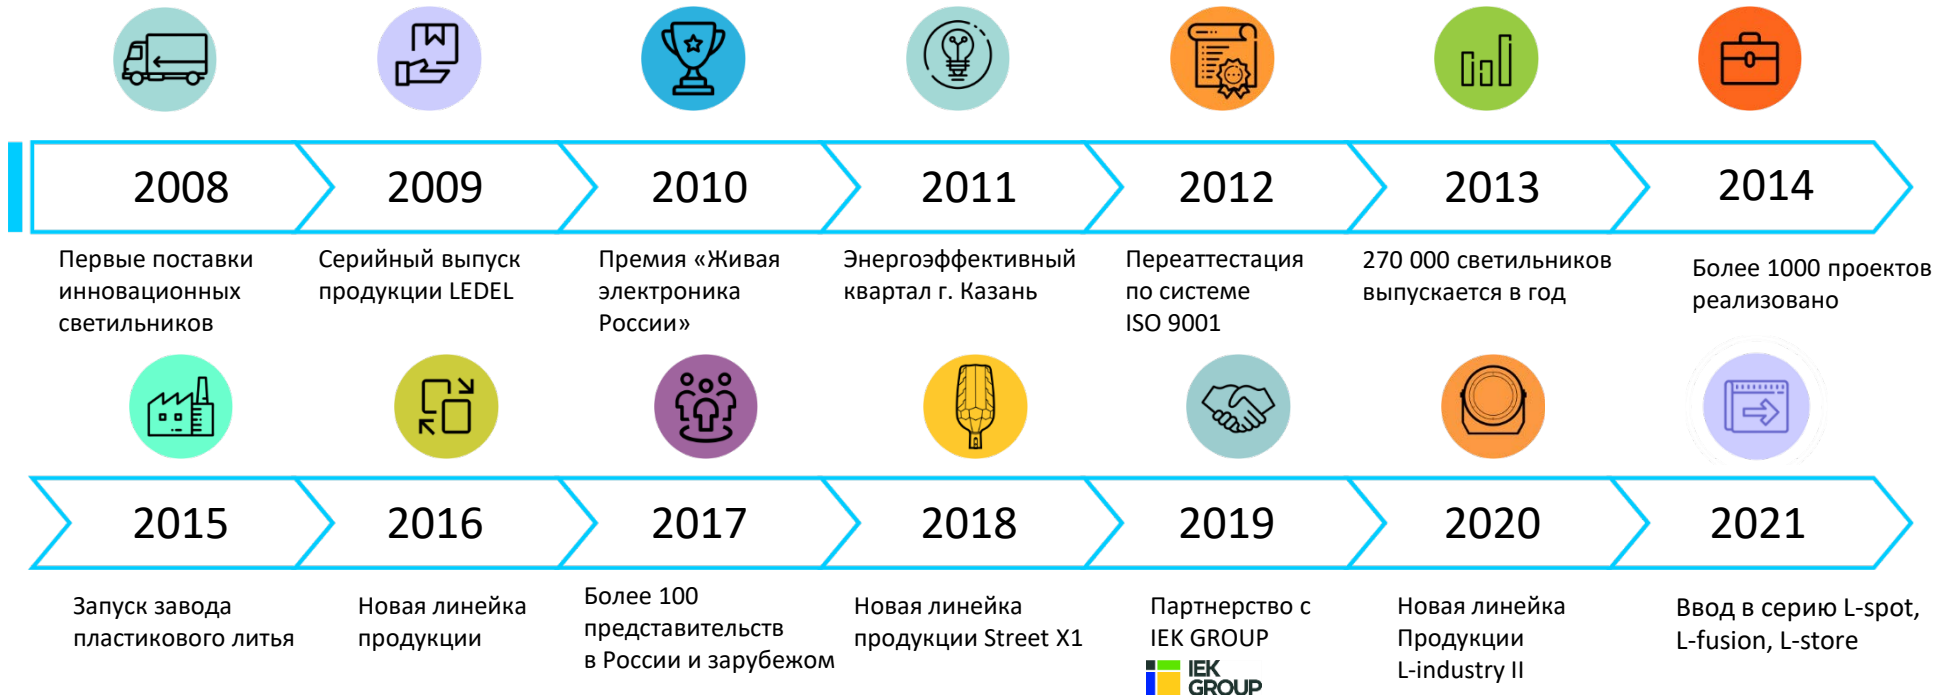 2008
2009
2010
2011
2012
2013
2014
Первые поставки
инновационных
светильников
Серийный выпуск
продукции LEDEL
Премия «Живая
электроника
России»
Энергоэффективный
квартал г. Казань
Переаттестация
по системе
ISO 9001
270 000 светильников
выпускается в год
Более 1000 проектов
реализовано
2015
2016
2017
2018
2019
2020
2021
Запуск завода
пластикового литья
Новая линейка
продукции
Более 100
представительств
в России и зарубежом
Новая линейка
продукции Street X1
Партнерство с
IEK GROUP
IEK
GROUP
Новая линейка
Продукции
L-industry II
Ввод в серию L-spot,
L-fusion, L-store